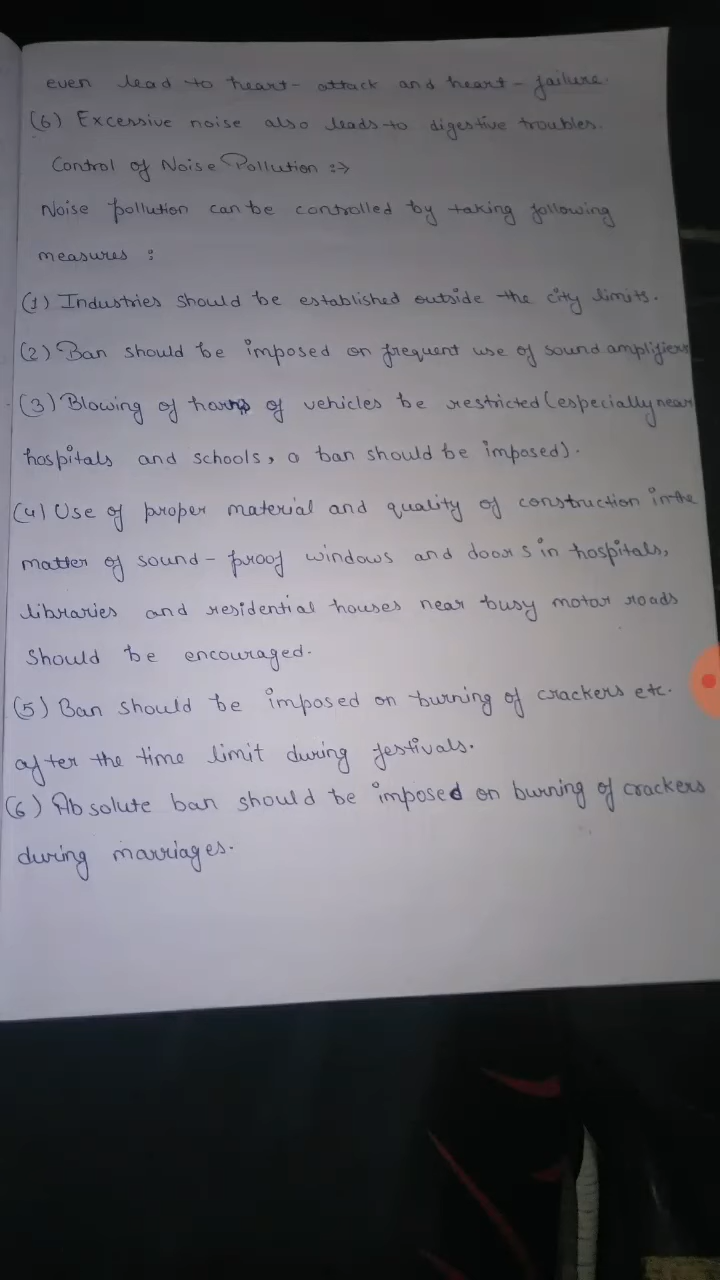 even lead to heart- attack and heart - failure.
(6) Excessive noise also leads to digestive troubles.
Control of Noise Pollution :→
Noise pollution can be controlled by taking following
measures :
(1) Industries should be established outside the city limits.
(2) Ban should be imposed on frequent use of sound amplifiers
(3) Blowing of horns of vehicles be restricted (especially near
hospitals and schools, a ban should be imposed).
(4) Use of proper material and quality of construction in the
matter of sound - proof windows and doors in hospitals,
libraries and residential houses near busy motor roads
should be encouraged.
(5) Ban should be imposed on burning of crackers etc.
after the time limit during festivals.
(6) Absolute ban should be imposed on burning of crackers
during marriages.